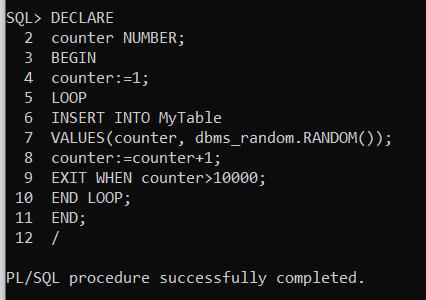 SQL> DECLARE
2 counter NUMBER;
3 BEGIN
4 counter:=1;
5 LOOP
6 INSERT INTO MyTable
7 VALUES(counter, dbms_random.RANDOM());
8 counter:=counter+1;
9 EXIT WHEN counter>10000;
10 END LOOP;
11 END;
12 /
PL/SQL procedure successfully completed.